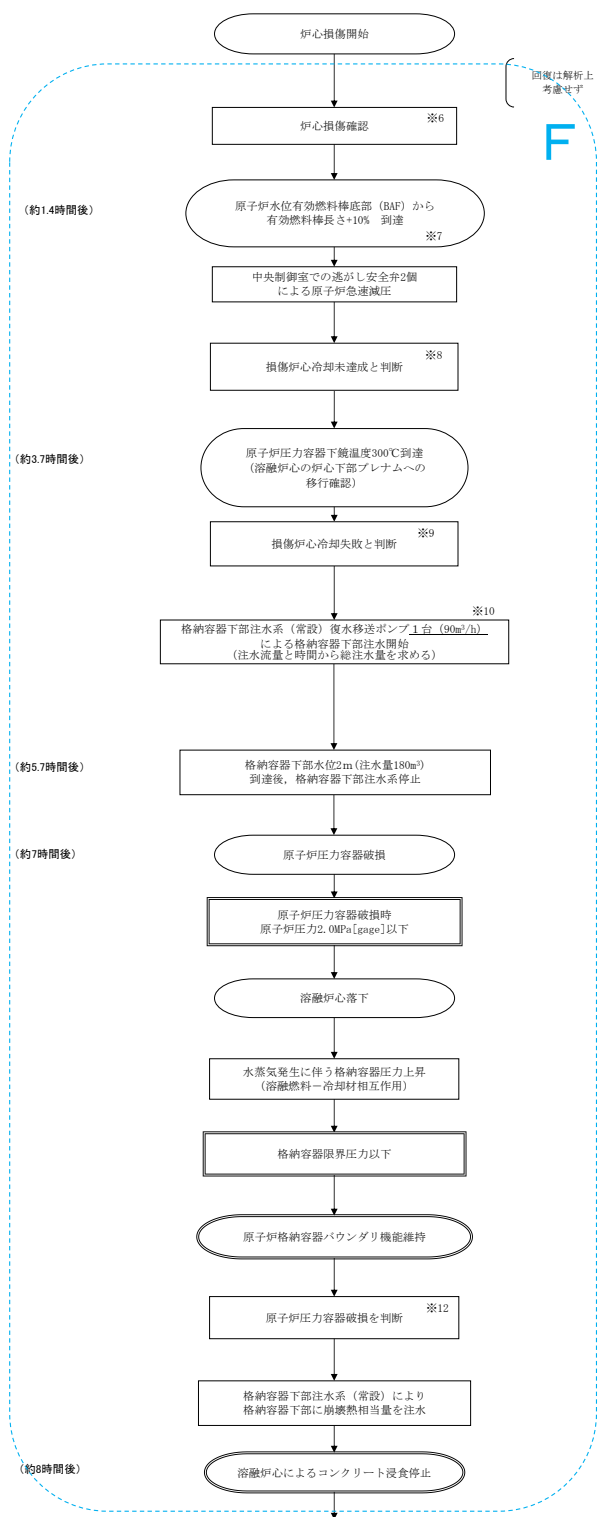 炉心損傷開始
回復は解析上
考慮せず
F
※6
炉心損傷確認
(約1.4時間後)
原子炉水位有効燃料棒底部(BAF)から
有効燃料棒長さ+10% 到達
※7
中央制御室での逃がし安全弁2個
による原子炉急速減圧
※8
損傷炉心冷却未達成と判断
(約3.7時間後)
原子炉圧力容器下鏡温度300℃到達
(溶融炉心の炉心下部プレナムへの
移行確認)
※9
損傷炉心冷却失敗と判断
※10
格納容器下部注水系(常設)復水移送ポンプ1台(90m³/h)
による格納容器下部注水開始
(注水流量と時間から総注水量を求める)
(約5.7時間後)
格納容器下部水位2m(注水量180m³)
到達後,格納容器下部注水系停止
(約7時間後)
原子炉圧力容器破損
原子炉圧力容器破損時
原子炉圧力2.0MPa[gage]以下
溶融炉心落下
水蒸気発生に伴う格納容器圧力上昇
(溶融燃料-冷却材相互作用)
格納容器限界圧力以下
原子炉格納容器バウンダリ機能維持
※12
原子炉圧力容器破損を判断
格納容器下部注水系(常設)により
格納容器下部に崩壊熱相当量を注水
(約8時間後)
溶融炉心によるコンクリート浸食停止